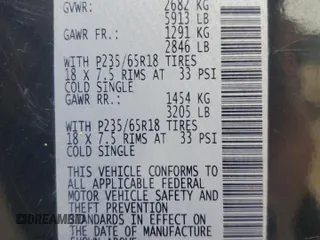 GVWR: 2682 KG
5913 LB
GAWR FR.: 1291 KG
2846 LB
WITH P235/65R18 TIRES
18 X 7.5 RIMS AT 33 PSI
COLD SINGLE
GAWR RR.: 1454 KG
3205 LB
WITH P235/65R18 TIRES
18 X 7.5 RIMS AT 33 PSI
COLD SINGLE
THIS VEHICLE CONFORMS TO
ALL APPLICABLE FEDERAL
MOTOR VEHICLE SAFETY AND
THEFT PREVENTION
STANDARDS IN EFFECT ON
THE DATE OF MANUFACTURE
SHOWN ABOVE.
DREAMBID